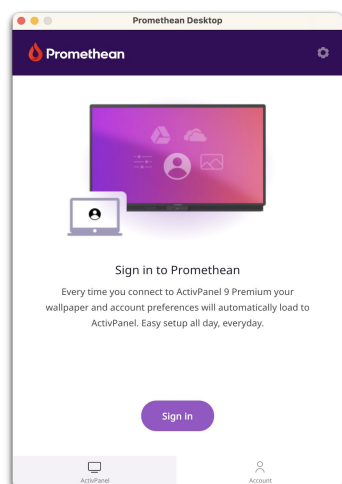 Promethean Desktop
Promethean
Sign in to Promethean
Every time you connect to ActivPanel 9 Premium your
wallpaper and account preferences will automatically load to
ActivPanel. Easy setup all day, everyday.
Sign in
ActivPanel
Account